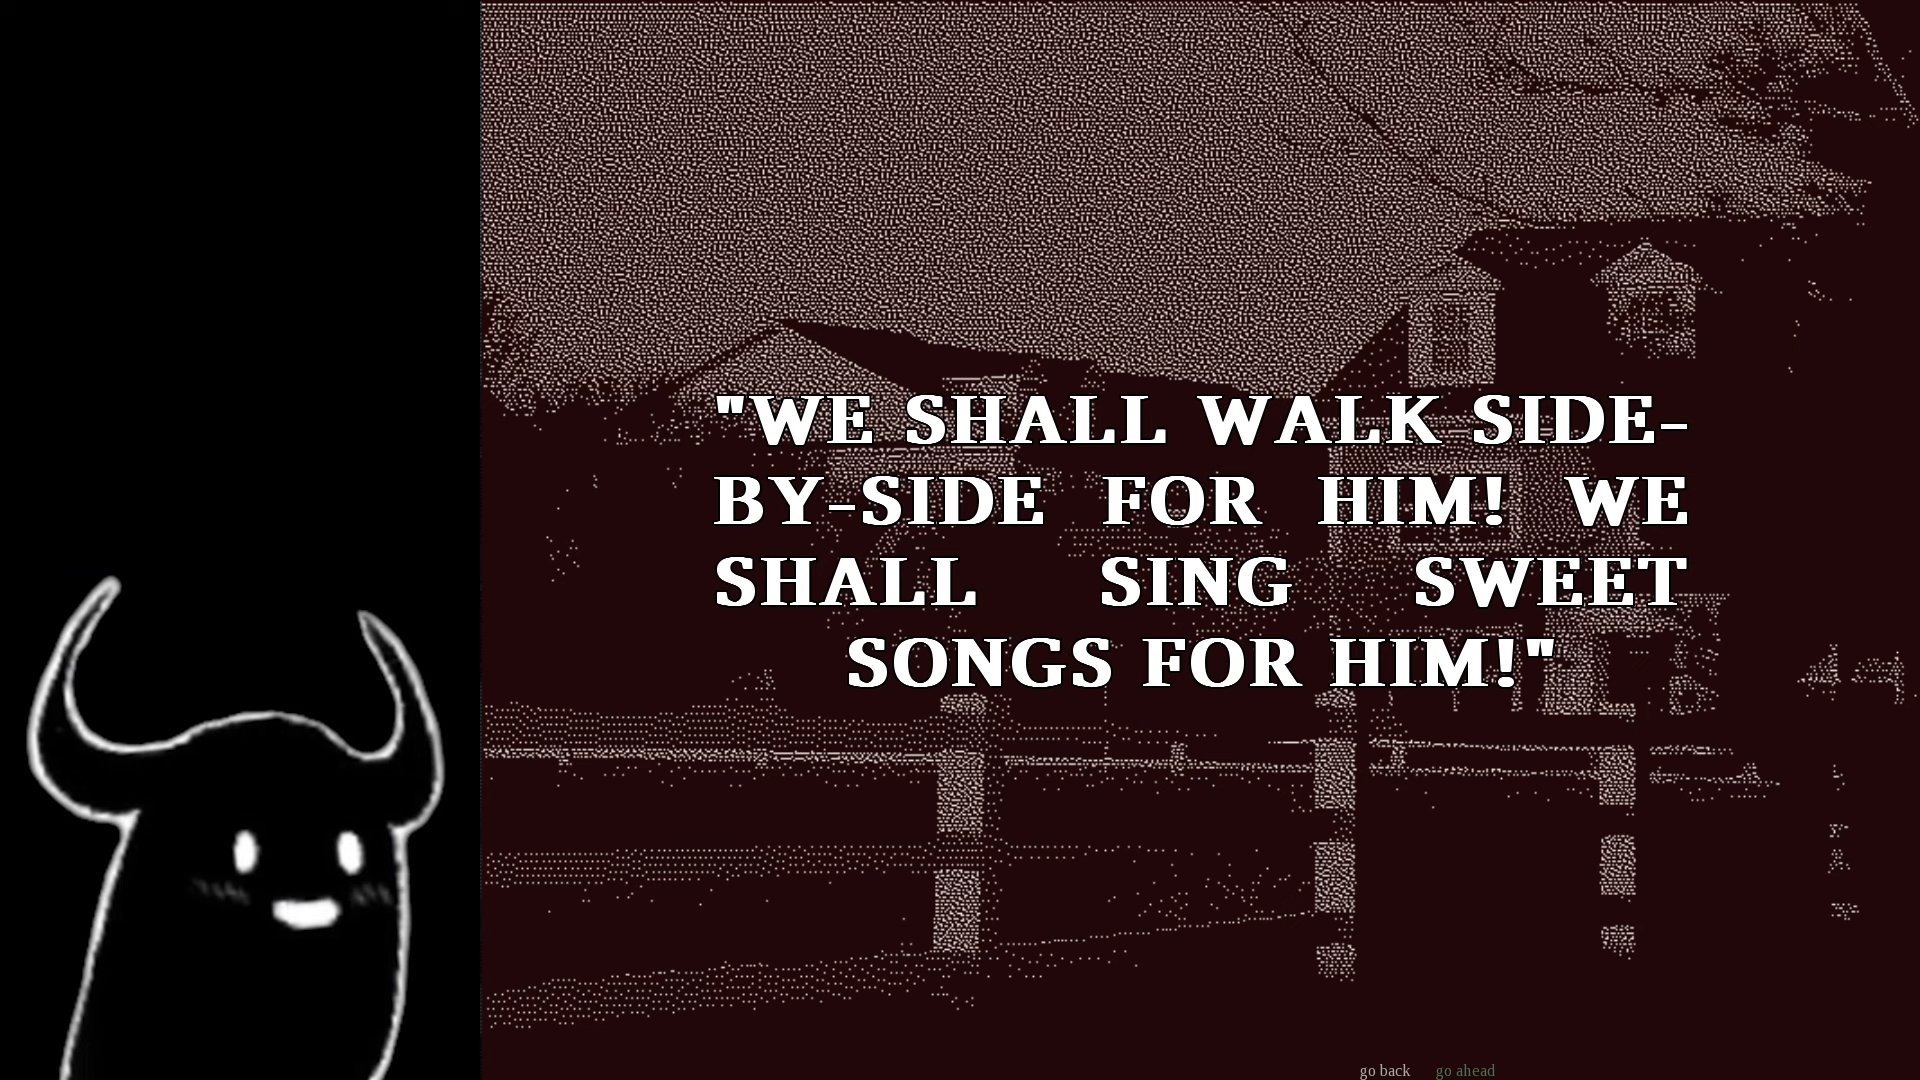 "WE SHALL WALK SIDE-
BY-SIDE FOR HIM! WE
SHALL SING SWEET
SONGS FOR HIM!"
go back go ahead